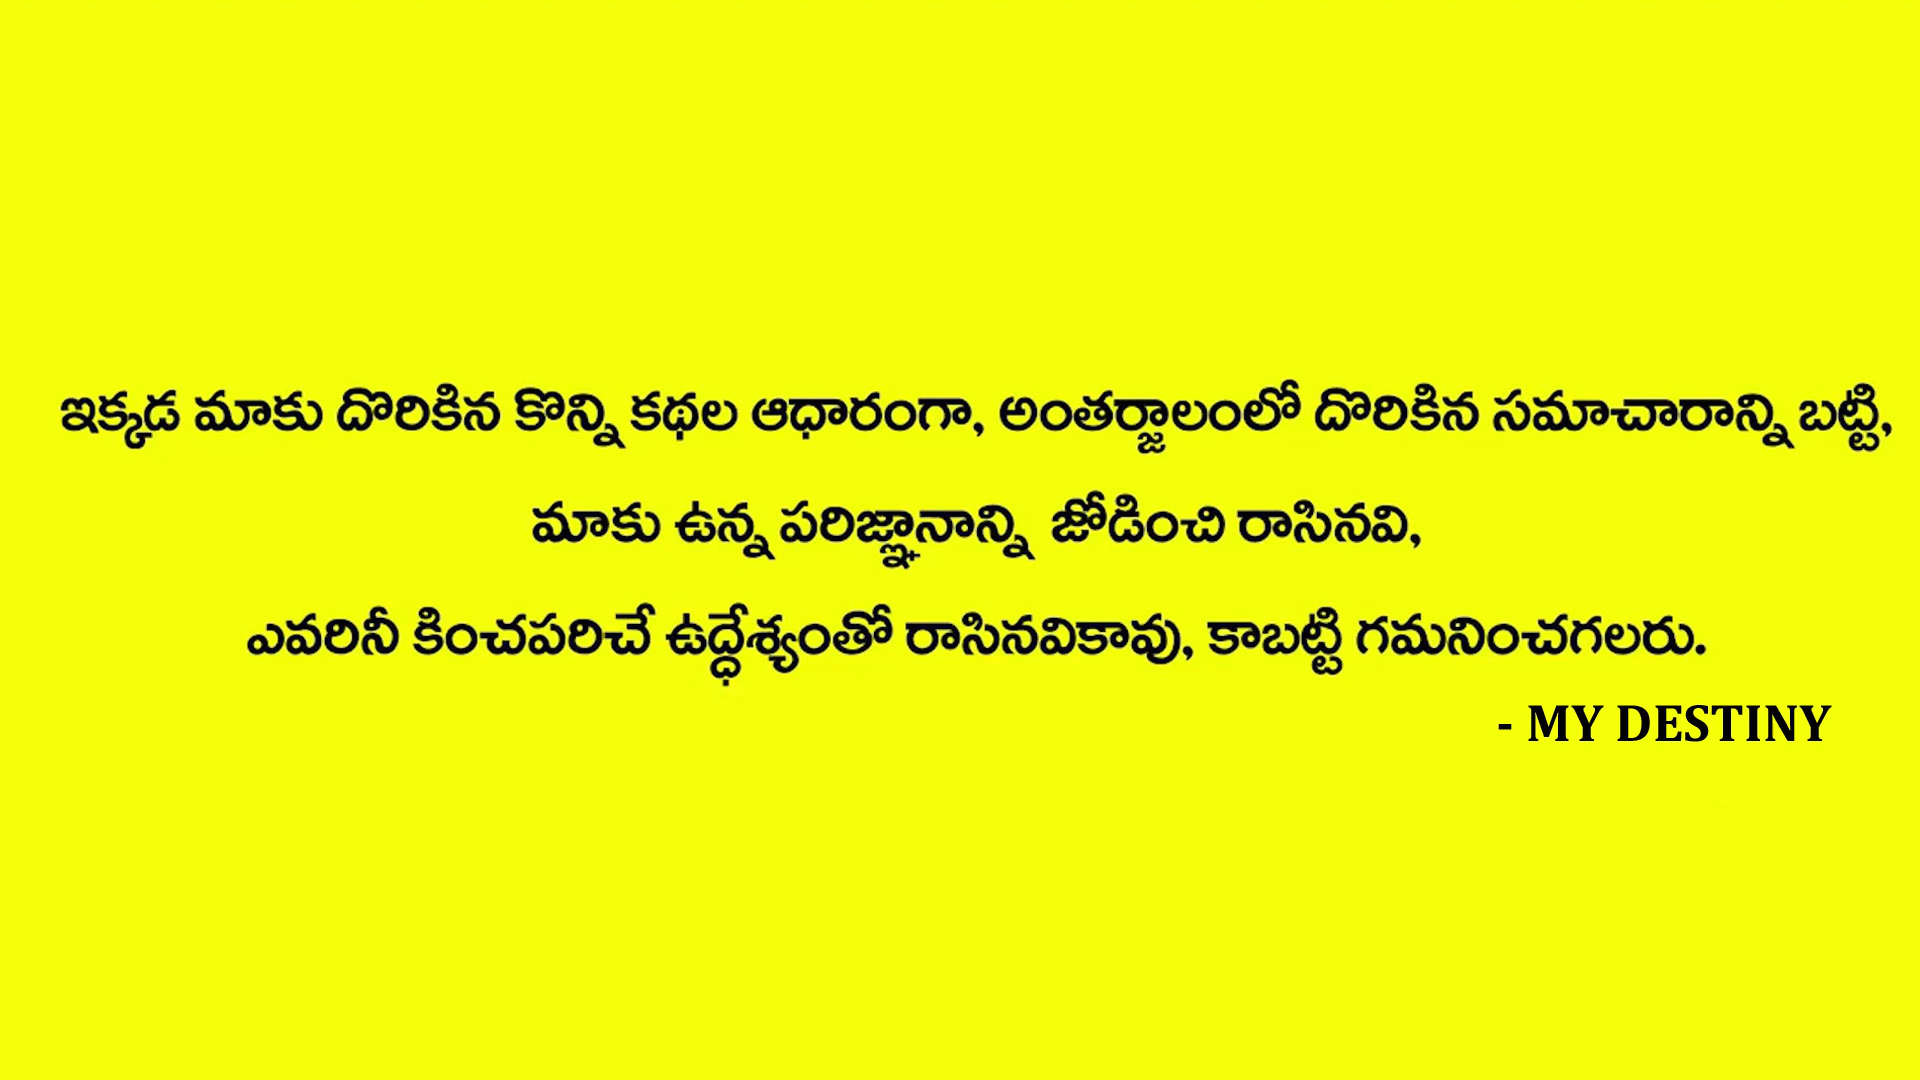 ఇక్కడ మాకు దొరికిన కొన్ని కథల ఆధారంగా, అంతర్జాలంలో దొరికిన సమాచారాన్ని బట్టి,
మాకు ఉన్న పరిజ్ఞానాన్ని జోడించి రాసినవి,
ఎవరినీ కించపరిచే ఉద్ధేశ్యంతో రాసినవికావు, కాబట్టి గమనించగలరు.
- MY DESTINY